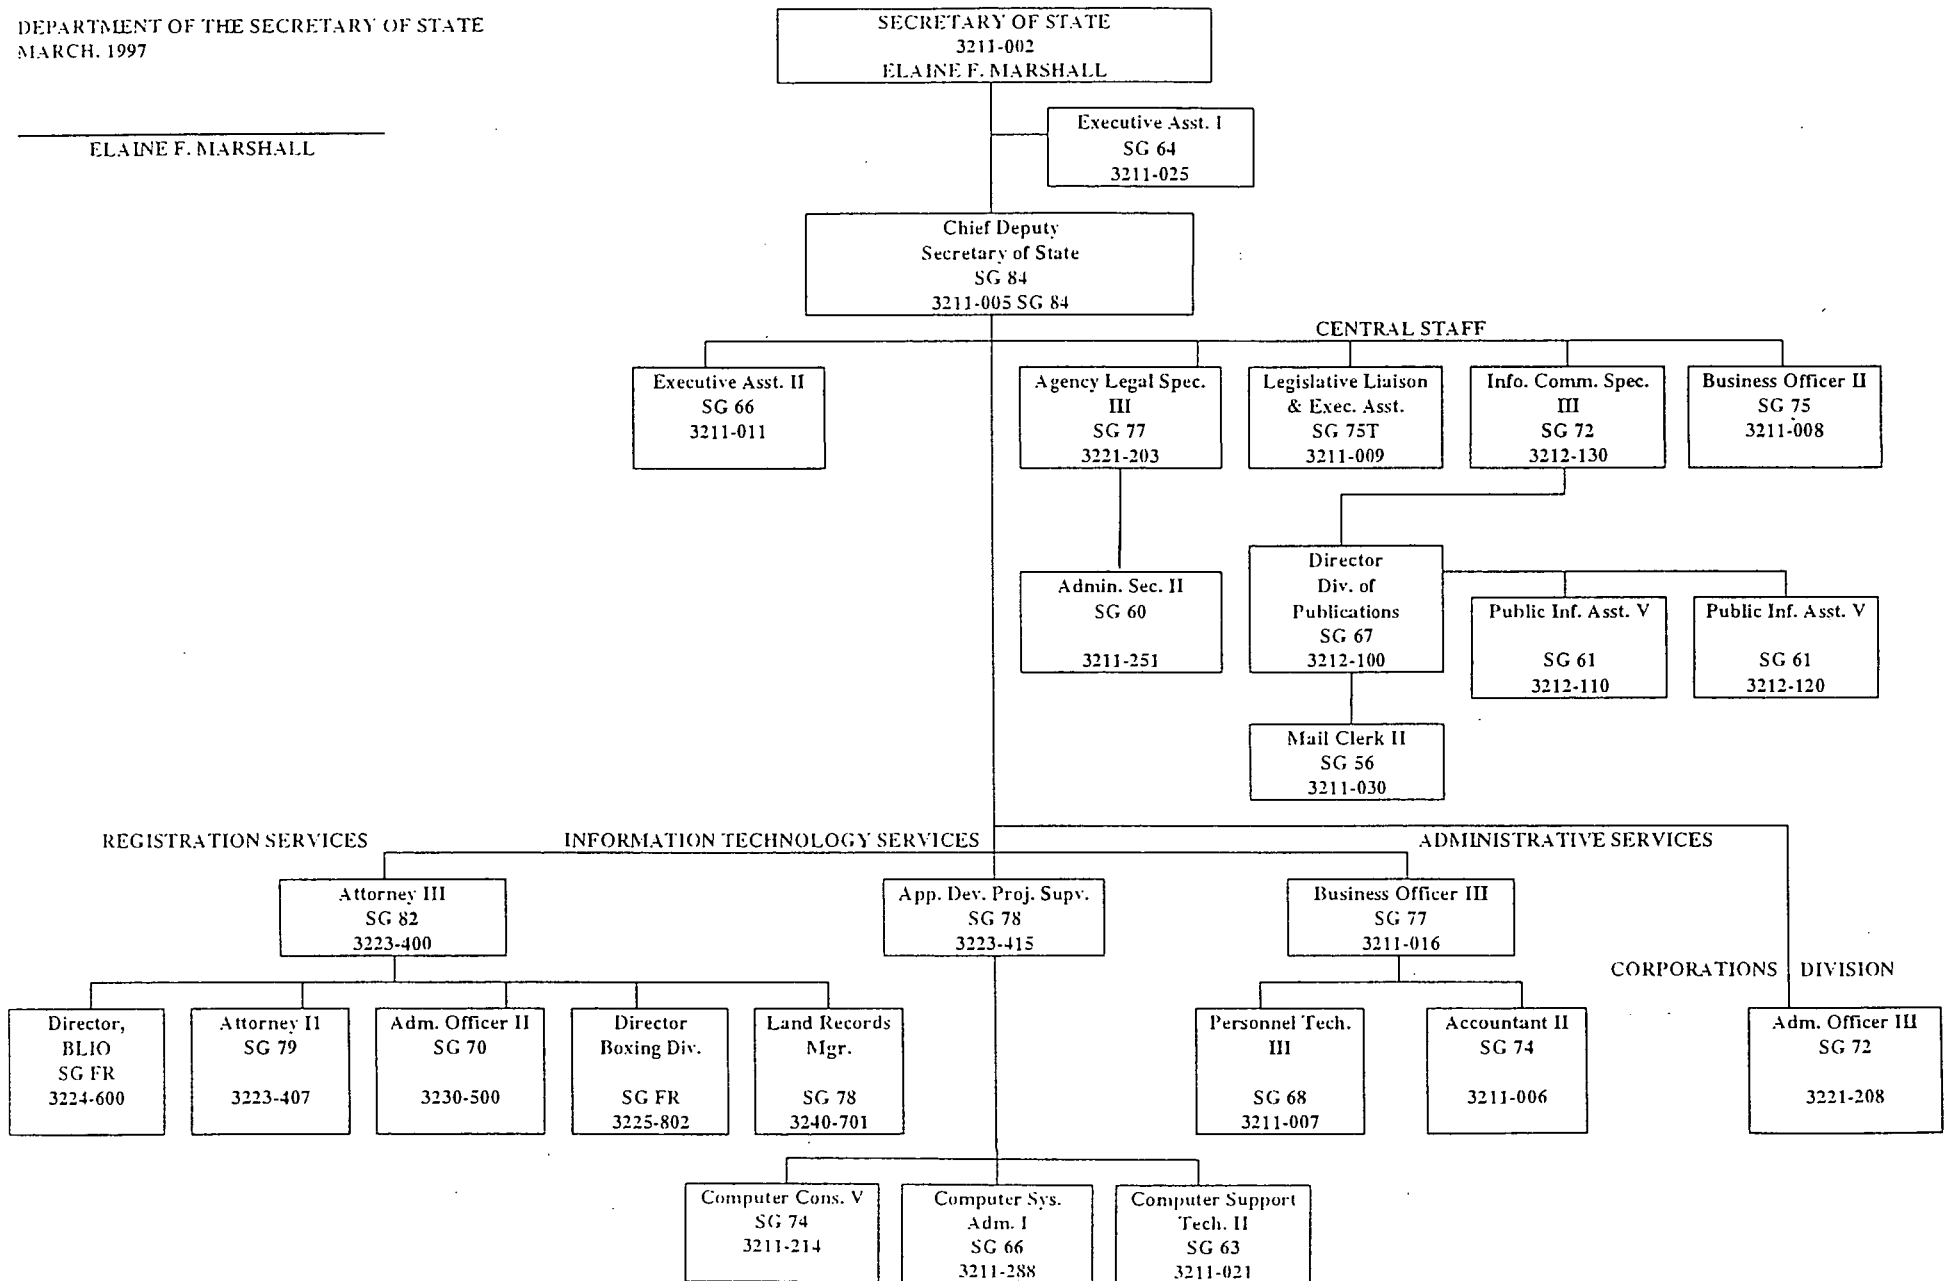 DEPARTMENT OF THE SECRETARY OF STATE
MARCH. 1997
ELAINE F. MARSHALL
SECRETARY OF STATE
3211-002
ELAINE F. MARSHALL
Executive Asst. I
SG 64
3211-025
Chief Deputy
Secretary of State
SG 84
3211-005 SG 84
CENTRAL STAFF
Executive Asst. II
SG 66
3211-011
Agency Legal Spec.
III
SG 77
3221-203
Legislative Liaison
& Exec. Asst.
SG 75T
3211-009
Info. Comm. Spec.
III
SG 72
3212-130
Business Officer II
SG 75
3211-008
Admin. Sec. II
SG 60
3211-251
Director
Div. of
Publications
SG 67
3212-100
Public Inf. Asst. V
SG 61
3212-110
Public Inf. Asst. V
SG 61
3212-120
Mail Clerk II
SG 56
3211-030
REGISTRATION SERVICES
INFORMATION TECHNOLOGY SERVICES
ADMINISTRATIVE SERVICES
Attorney III
SG 82
3223-400
App. Dev. Proj. Supv.
SG 78
3223-415
Business Officer III
SG 77
3211-016
CORPORATIONS DIVISION
Director,
BLIO
SG FR
3224-600
Attorney II
SG 79
3223-407
Adm. Officer II
SG 70
3230-500
Director
Boxing Div.
SG FR
3225-802
Land Records
Mgr.
SG 78
3240-701
Personnel Tech.
III
SG 68
3211-007
Accountant II
SG 74
3211-006
Adm. Officer III
SG 72
3221-208
Computer Cons. V
SG 74
3211-214
Computer Sys.
Adm. I
SG 66
3211-288
Computer Support
Tech. II
SG 63
3211-021